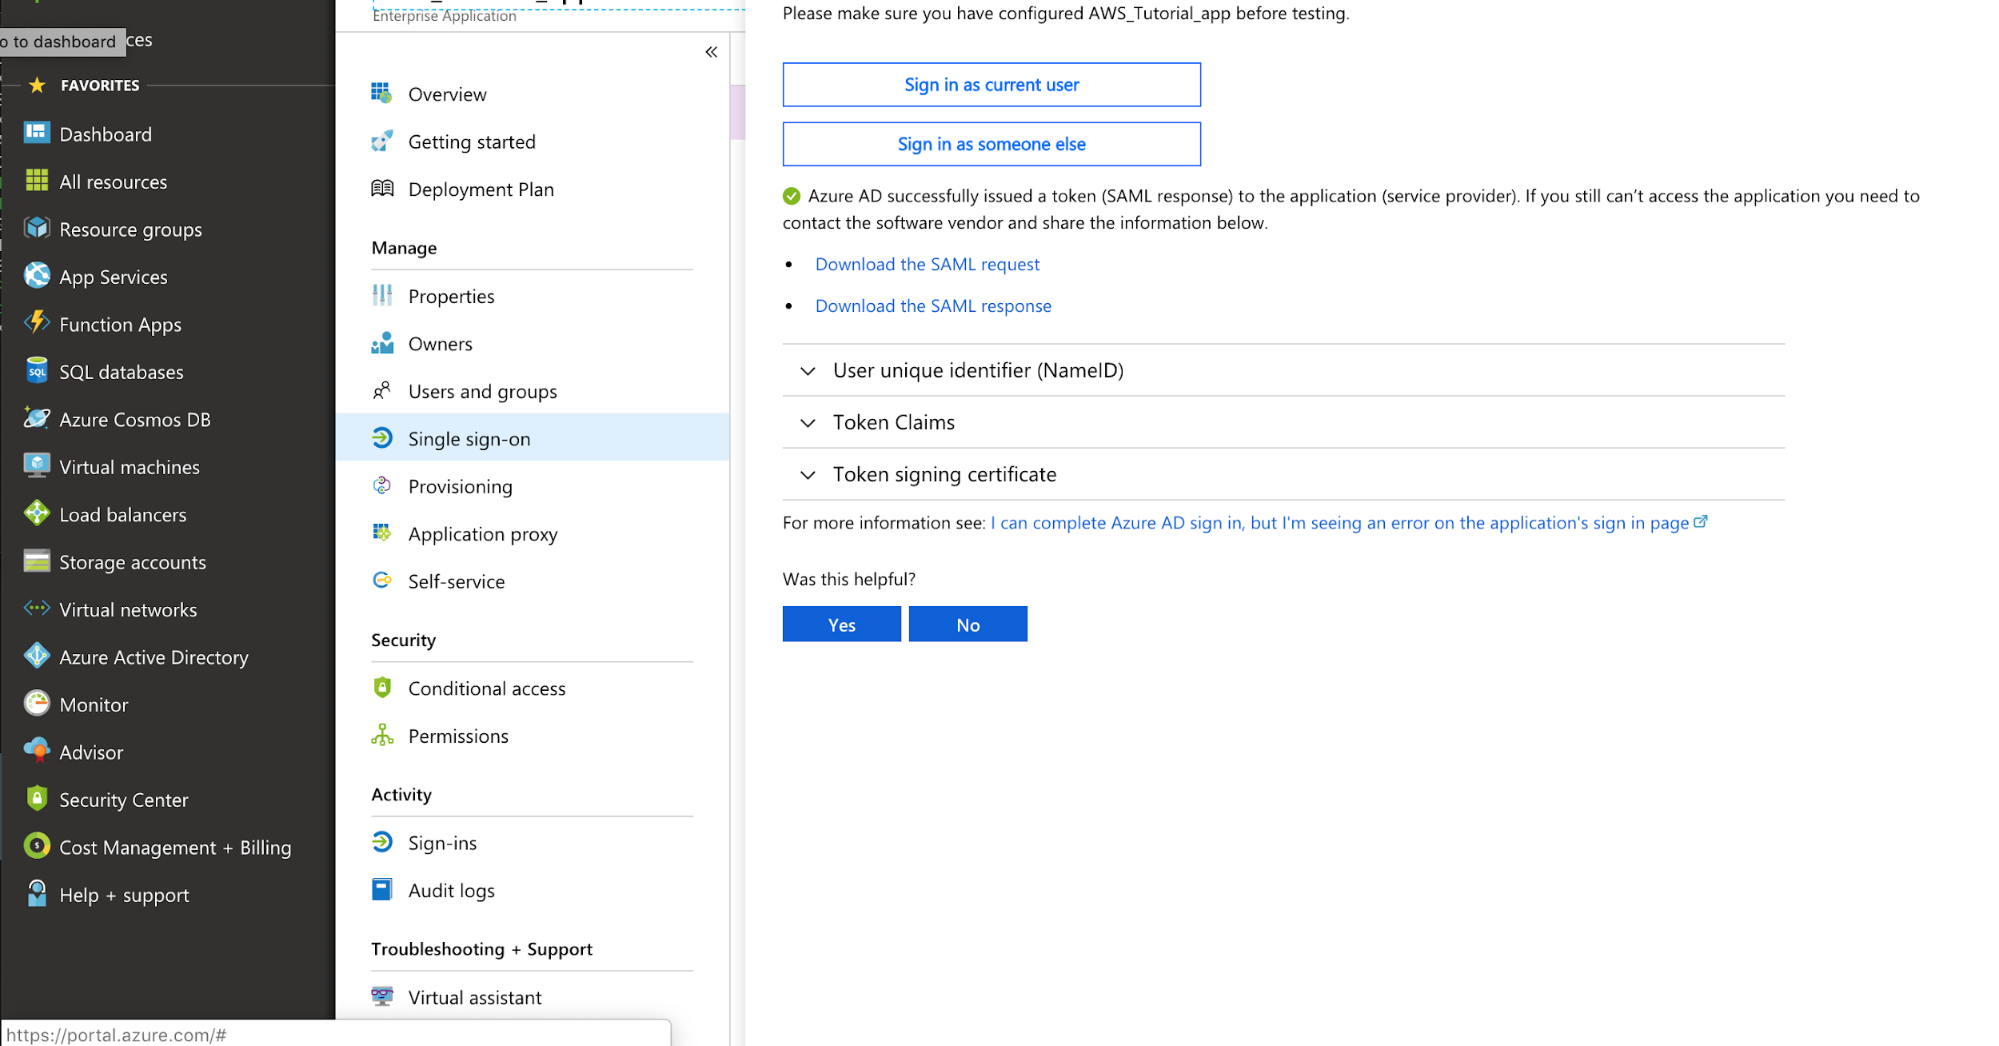 o to dashboard
ces
FAVORITES
Dashboard
All resources
Resource groups
App Services
Function Apps
SQL databases
Azure Cosmos DB
Virtual machines
Load balancers
Storage accounts
Virtual networks
Azure Active Directory
Monitor
Advisor
Security Center
Cost Management + Billing
Help + support
https://portal.azure.com/#
Enterprise Application
«
Overview
Getting started
Deployment Plan
Manage
Properties
Owners
Users and groups
Single sign-on
Provisioning
Application proxy
Self-service
Security
Conditional access
Permissions
Activity
Sign-ins
Audit logs
Troubleshooting + Support
Virtual assistant
Please make sure you have configured AWS_Tutorial_app before testing.
Sign in as current user
Sign in as someone else
Azure AD successfully issued a token (SAML response) to the application (service provider). If you still can’t access the application you need to
contact the software vendor and share the information below.
• Download the SAML request
• Download the SAML response
User unique identifier (NameID)
Token Claims
Token signing certificate
For more information see: I can complete Azure AD sign in, but I'm seeing an error on the application's sign in page
Was this helpful?
Yes
No